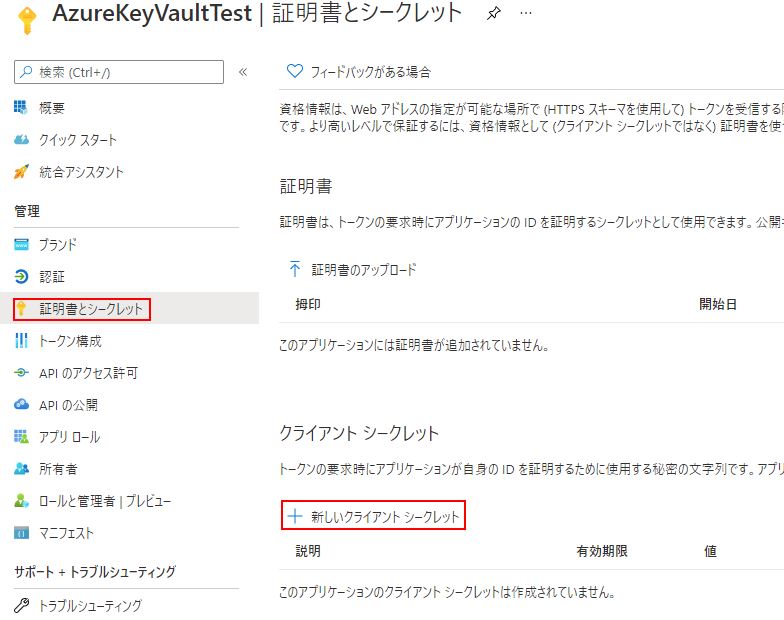 AzureKeyVaultTest | 証明書とシークレット
検索 (Ctrl+/)
概要
クイック スタート
統合アシスタント
管理
ブランド
認証
証明書とシークレット
トークン構成
API のアクセス許可
API の公開
アプリ ロール
所有者
ロールと管理者 | プレビュー
マニフェスト
サポート + トラブルシューティング
トラブルシューティング
フィードバックがある場合
資格情報は、Web アドレスの指定が可能な場所で (HTTPS スキーマを使用して) トークンを受信する
です。より高いレベルで保証するには、資格情報として (クライアント シークレットではなく) 証明書を使
証明書
証明書は、トークンの要求時にアプリケーションの ID を証明するシークレットとして使用できます。公開
証明書のアップロード
拇印
開始日
このアプリケーションには証明書が追加されていません。
クライアント シークレット
トークンの要求時にアプリケーションが自身の ID を証明するために使用する秘密の文字列です。アプリ
新しいクライアント シークレット
説明
有効期限
値
このアプリケーションのクライアント シークレットは作成されていません。